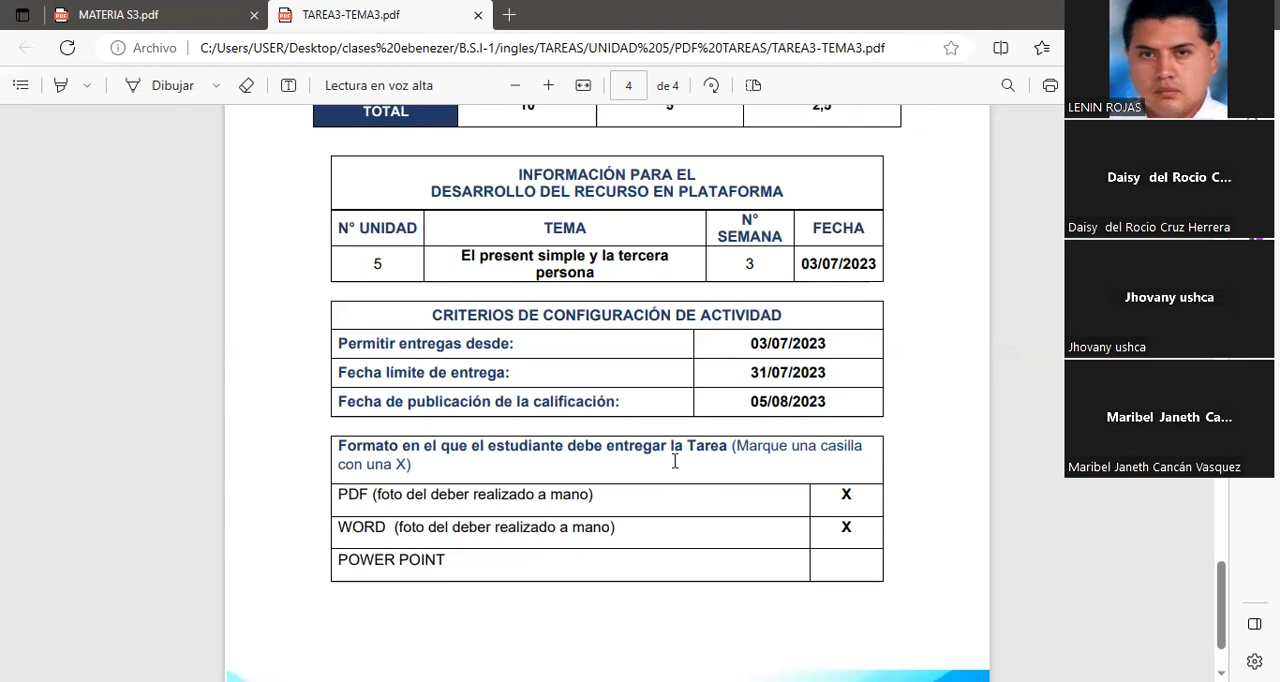 MATERIA S3.pdf
TAREA3-TEMA3.pdf
Archivo
C:/Users/USER/Desktop/clases%20ebenezer/B.S.I-1/ingles/TAREAS/UNIDAD%205/PDF%20TAREAS/TAREA3-TEMA3.pdf
Dibujar
Lectura en voz alta
4 de 4
TOTAL 10 5 2,5
INFORMACIÓN PARA EL
DESARROLLO DEL RECURSO EN PLATAFORMA
N° UNIDAD TEMA N° SEMANA FECHA
5 El present simple y la tercera persona 3 03/07/2023
CRITERIOS DE CONFIGURACIÓN DE ACTIVIDAD
Permitir entregas desde: 03/07/2023
Fecha límite de entrega: 31/07/2023
Fecha de publicación de la calificación: 05/08/2023
Formato en el que el estudiante debe entregar la Tarea (Marque una casilla
con una X)
PDF (foto del deber realizado a mano) X
WORD (foto del deber realizado a mano) X
POWER POINT
LENIN ROJAS
Daisy del Rocio C...
Daisy del Rocio Cruz Herrera
Jhovany ushca
Jhovany ushca
Maribel Janeth Ca...
Maribel Janeth Cancán Vasquez